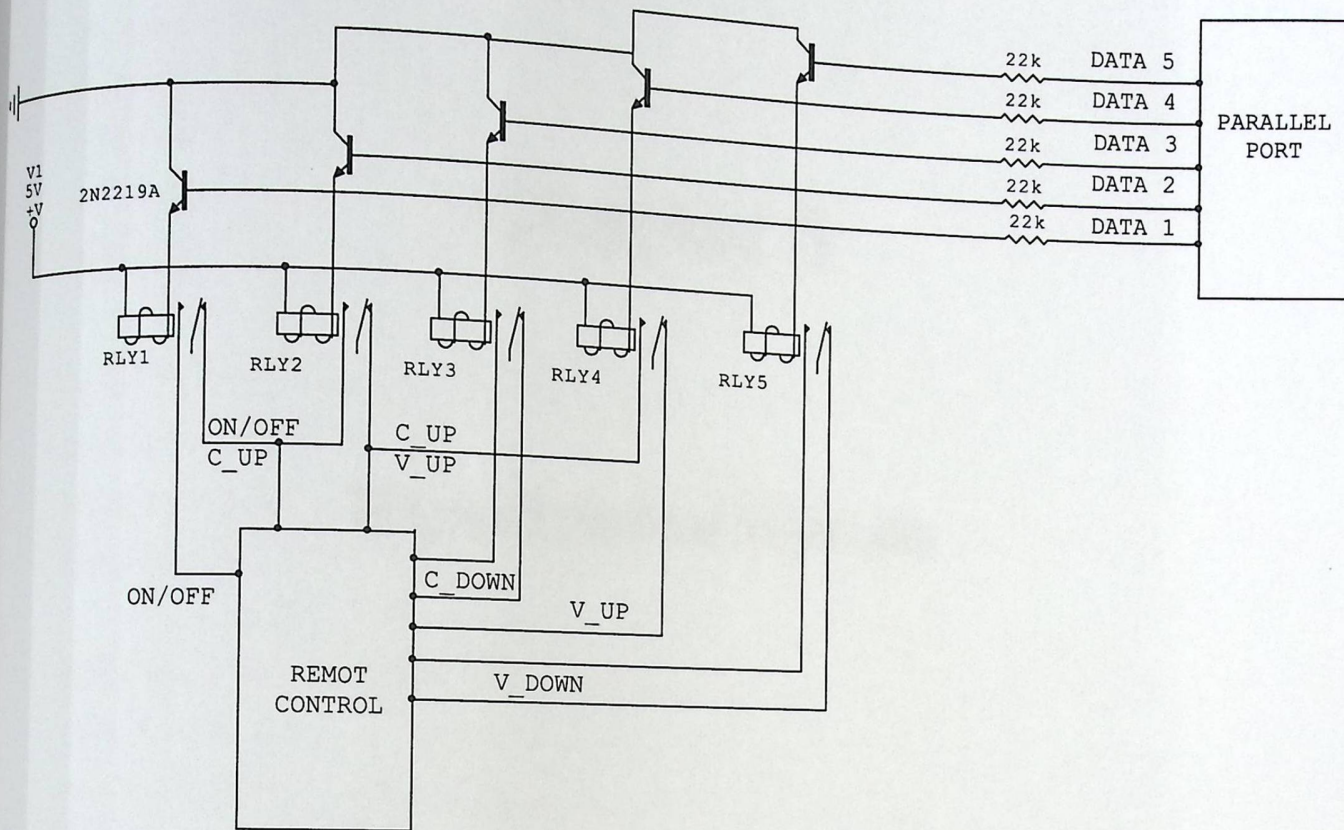 22k DATA 5
22k DATA 4
22k DATA 3
22k DATA 2
22k DATA 1
PARALLEL
PORT
V1
5V
+V
2N2219A
RLY1
RLY2
RLY3
RLY4
RLY5
ON/OFF
C_UP
C_UP
V_UP
ON/OFF
C_DOWN
V_UP
V_DOWN
REMOT
CONTROL